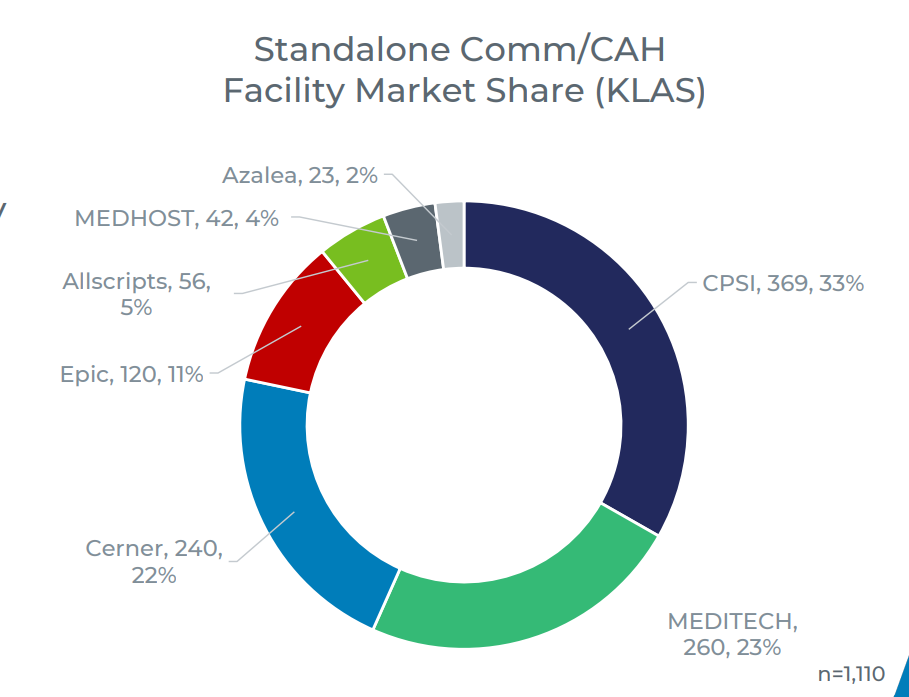 Standalone Comm/CAH
Facility Market Share (KLAS)
Azalea, 23, 2%
MEDHOST, 42, 4%
Allscripts, 56,
5%
CPSI, 369, 33%
Epic, 120, 11%
Cerner, 240,
22%
MEDITECH,
260, 23%
n=1,110